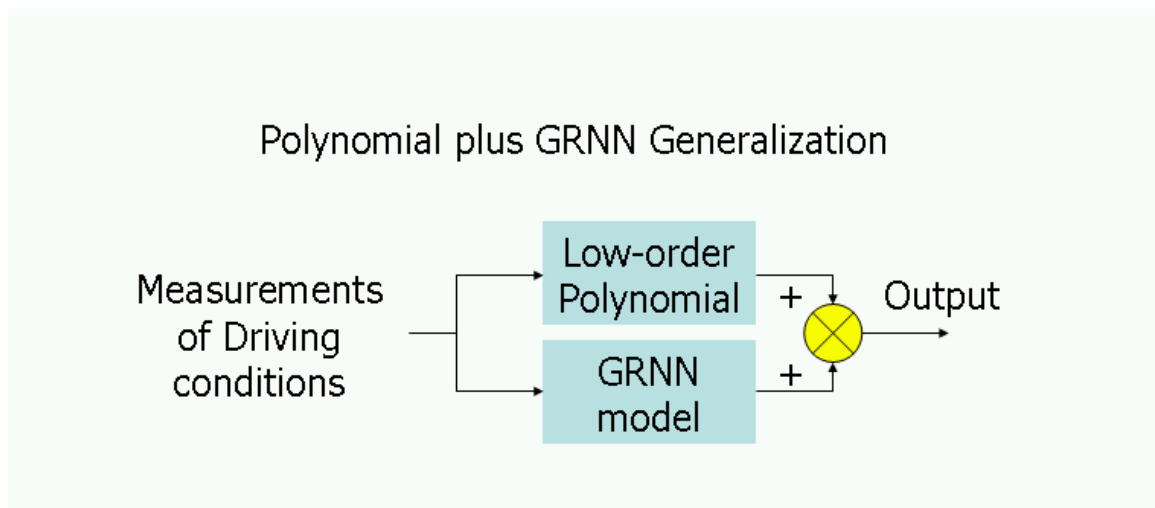 Polynomial plus GRNN Generalization
Measurements
of Driving
conditions
Low-order
Polynomial
+
GRNN
model
+
Output